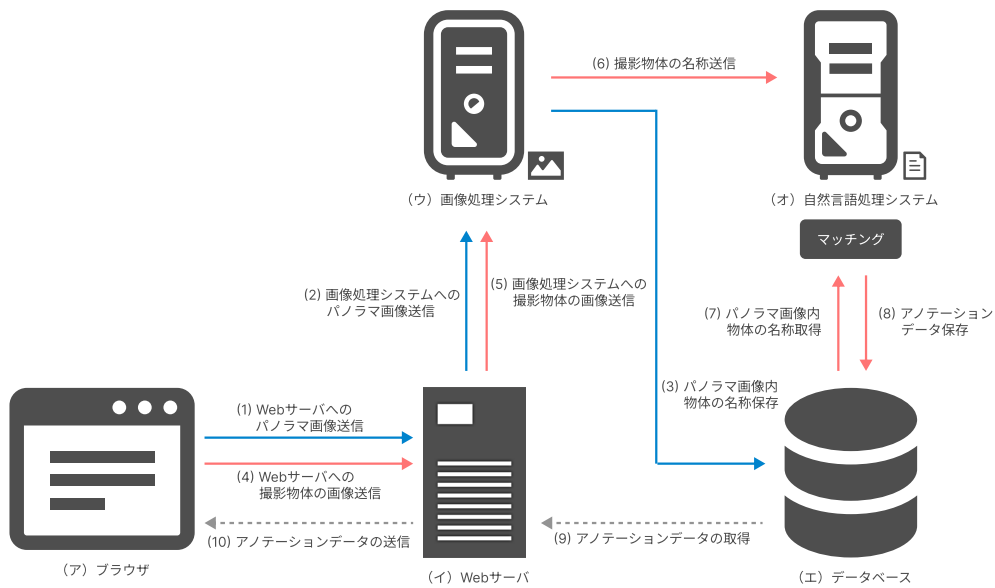 (6) 撮影物体の名称送信
（ウ）画像処理システム
（オ）自然言語処理システム
マッチング
(2) 画像処理システムへの
パノラマ画像送信
(5) 画像処理システムへの
撮影物体の画像送信
(7) パノラマ画像内
物体の名称取得
(8) アノテーション
データ保存
(3) パノラマ画像内
物体の名称保存
(1) Webサーバへの
パノラマ画像送信
(4) Webサーバへの
撮影物体の画像送信
(10) アノテーションデータの送信
(9) アノテーションデータの取得
（ア）ブラウザ
（イ）Webサーバ
（エ）データベース